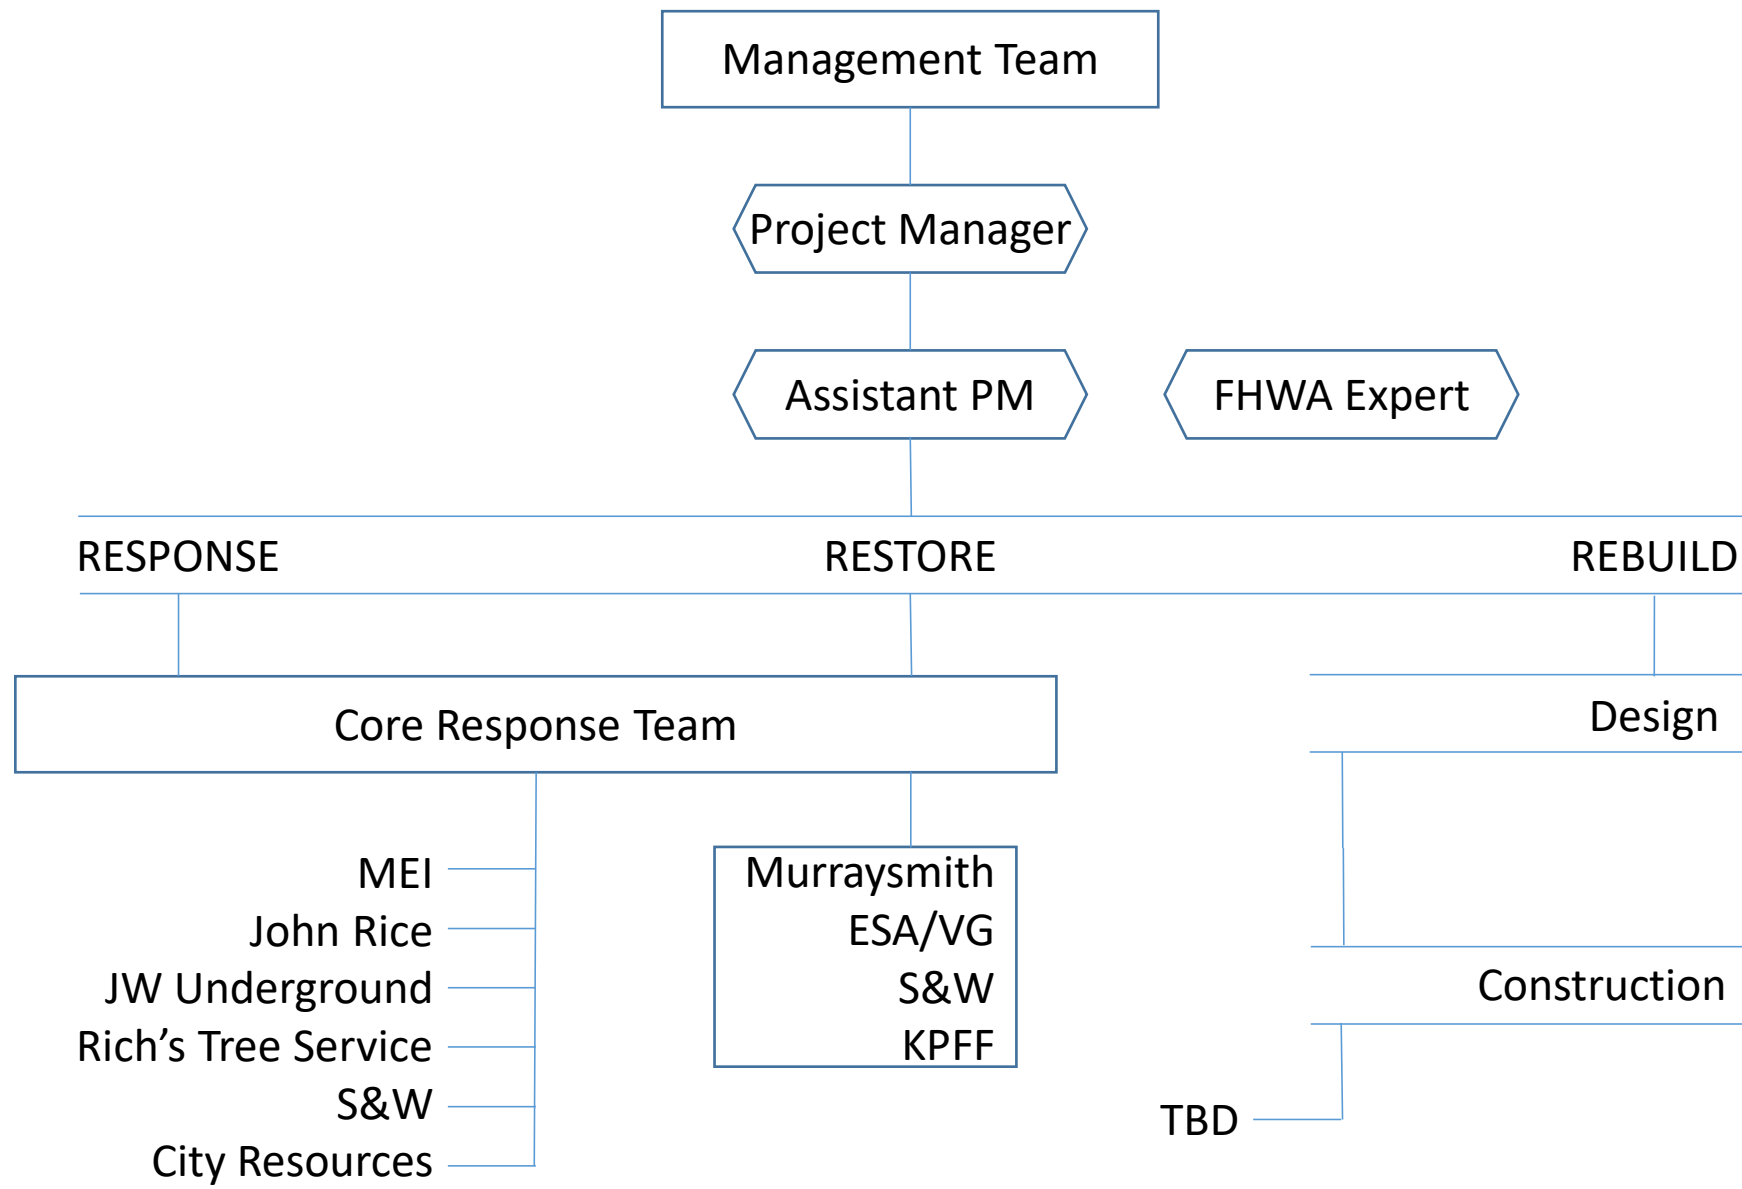 Management Team
Project Manager
Assistant PM
FHWA Expert
RESPONSE
RESTORE
REBUILD
Core Response Team
Design
MEI
John Rice
JW Underground
Rich’s Tree Service
S&W
City Resources
Murraysmith
ESA/VG
S&W
KPFF
Construction
TBD